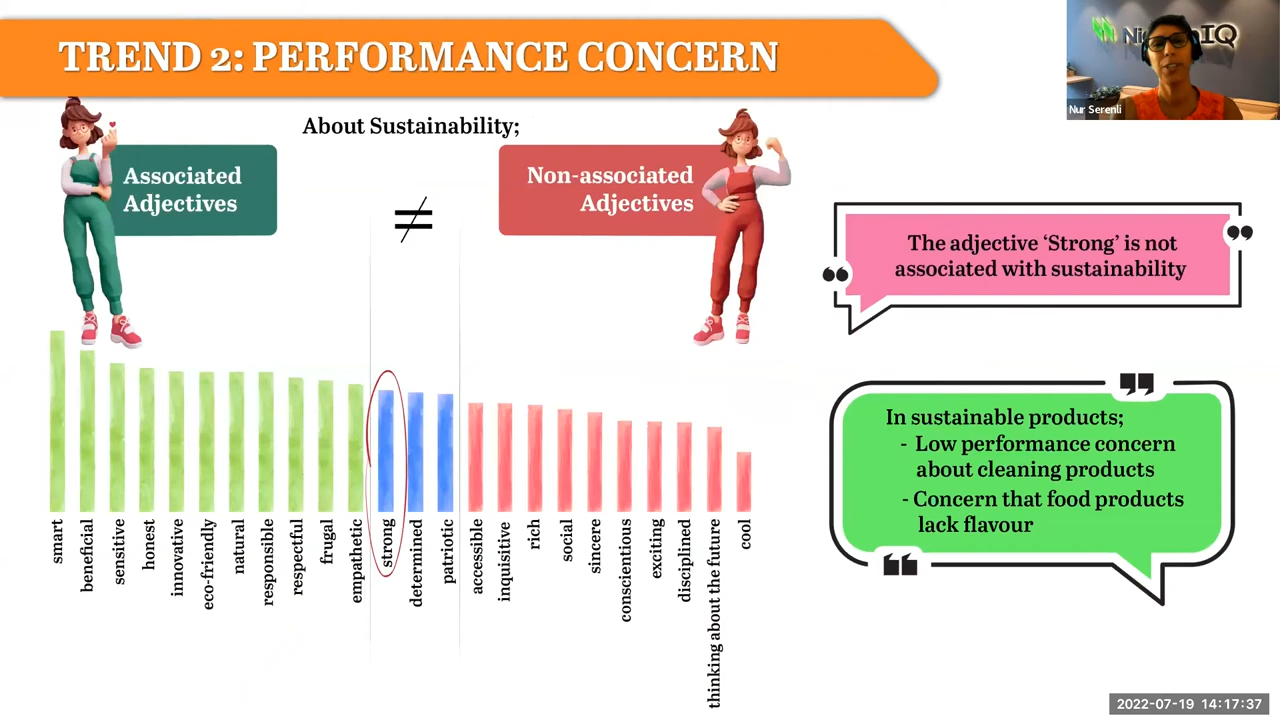 TREND 2: PERFORMANCE CONCERN
About Sustainability;
Associated
Adjectives
≠
Non-associated
Adjectives
smart
beneficial
sensitive
honest
innovative
eco-friendly
natural
responsible
respectful
frugal
empathetic
strong
determined
patriotic
accessible
inquisitive
rich
social
sincere
conscientious
exciting
disciplined
thinking about the future
cool
The adjective ‘Strong’ is not
associated with sustainability
In sustainable products;
- Low performance concern
about cleaning products
- Concern that food products
lack flavour
Nur Serenli
2022-07-19 14:17:37